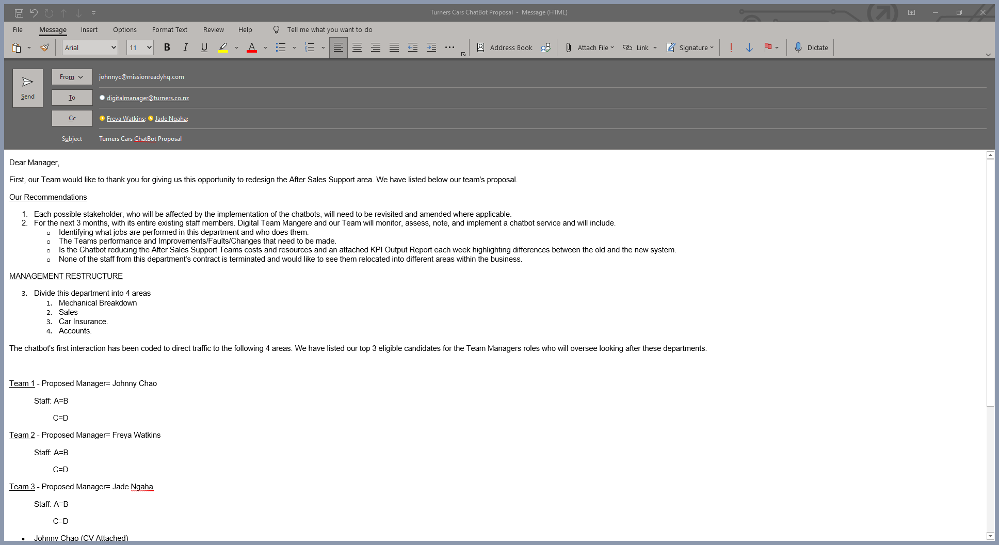 Turners Cars ChatBot Proposal - Message (HTML)
File Message Insert Options Format Text Review Help Tell me what you want to do
Arial 11 B I U A Address Book Attach File Link Signature Dictate
From johnnyc@missionreadyhq.com
Send
To digitalmanager@turners.co.nz
Cc Freya Watkins; Jade Ngaha;
Subject Turners Cars ChatBot Proposal
Dear Manager,
First, our Team would like to thank you for giving us this opportunity to redesign the After Sales Support area. We have listed below our team's proposal.
Our Recommendations
1. Each possible stakeholder, who will be affected by the implementation of the chatbots, will need to be revisited and amended where applicable.
2. For the next 3 months, with its entire existing staff members. Digital Team Mangere and our Team will monitor, assess, note, and implement a chatbot service and will include.
o Identifying what jobs are performed in this department and who does them.
o The Teams performance and Improvements/Faults/Changes that need to be made.
o Is the Chatbot reducing the After Sales Support Teams costs and resources and an attached KPI Output Report each week highlighting differences between the old and the new system.
o None of the staff from this department's contract is terminated and would like to see them relocated into different areas within the business.
MANAGEMENT RESTRUCTURE
3. Divide this department into 4 areas
1. Mechanical Breakdown
2. Sales
3. Car Insurance.
4. Accounts.
The chatbot's first interaction has been coded to direct traffic to the following 4 areas. We have listed our top 3 eligible candidates for the Team Managers roles who will oversee looking after these departments.
Team 1 - Proposed Manager= Johnny Chao
Staff: A=B
C=D
Team 2 - Proposed Manager= Freya Watkins
Staff: A=B
C=D
Team 3 - Proposed Manager= Jade Ngaha
Staff: A=B
C=D
• Johnny Chao (CV Attached)